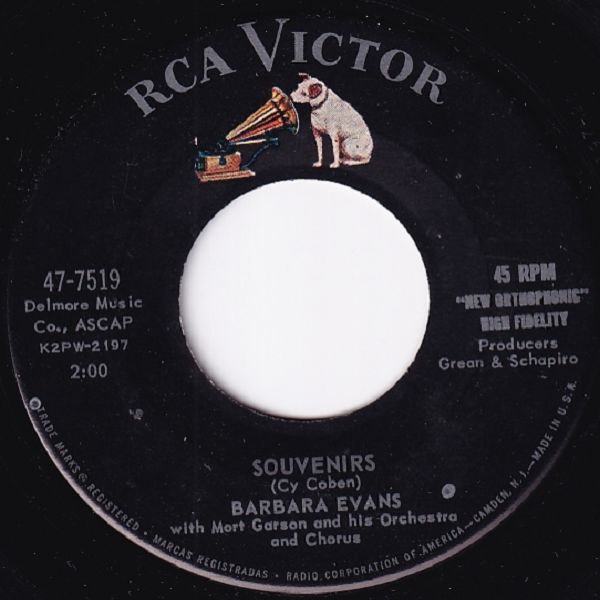 RCA VICTOR
47-7519
Delmore Music
Co., ASCAP
K2PW-2197
2:00
45 RPM
"NEW ORTHOPHONIC"
HIGH FIDELITY
Producers
Grean & Schapiro
SOUVENIRS
(Cy Coben)
BARBARA EVANS
with Mort Garson and his Orchestra
and Chorus
TRADE MARKS ® REGISTERED • MARCAS REGISTRADAS • RADIO CORPORATION OF AMERICA—CAMDEN, N.J.—MADE IN U.S.A.